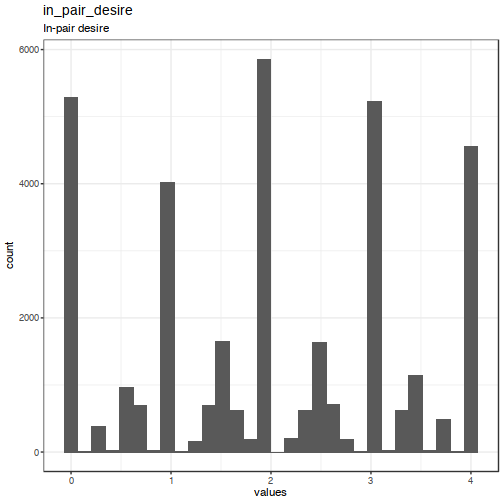 in_pair_desire
In-pair desire
6000
4000
2000
0
count
0 1 2 3 4
values